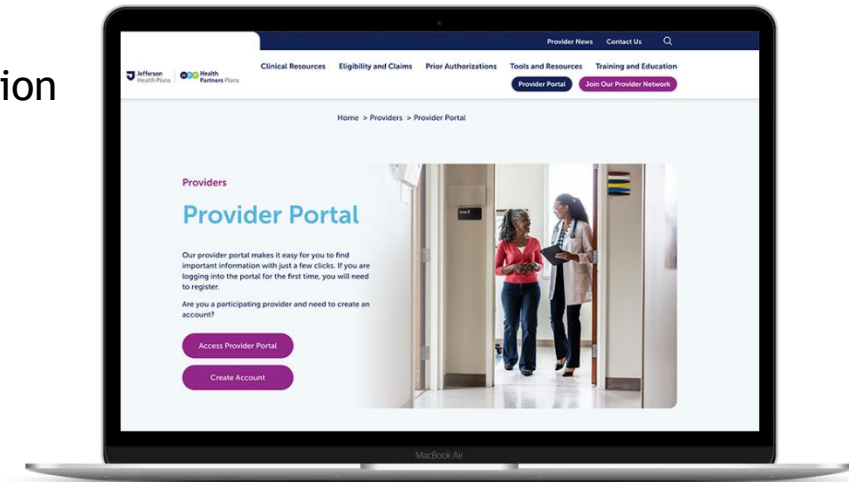 ion
Provider News Contact Us
Clinical Resources Eligibility and Claims Prior Authorizations Tools and Resources Training and Education
Jefferson Health Plans
Health Partners Plans
Provider Portal Join Our Provider Network
Home > Providers > Provider Portal
Providers
Provider Portal
Our provider portal makes it easy for you to find
important information with just a few clicks. If you are
logging into the portal for the first time, you will need
to register.
Are you a participating provider and need to create an
account?
Access Provider Portal
Create Account
MacBook Air